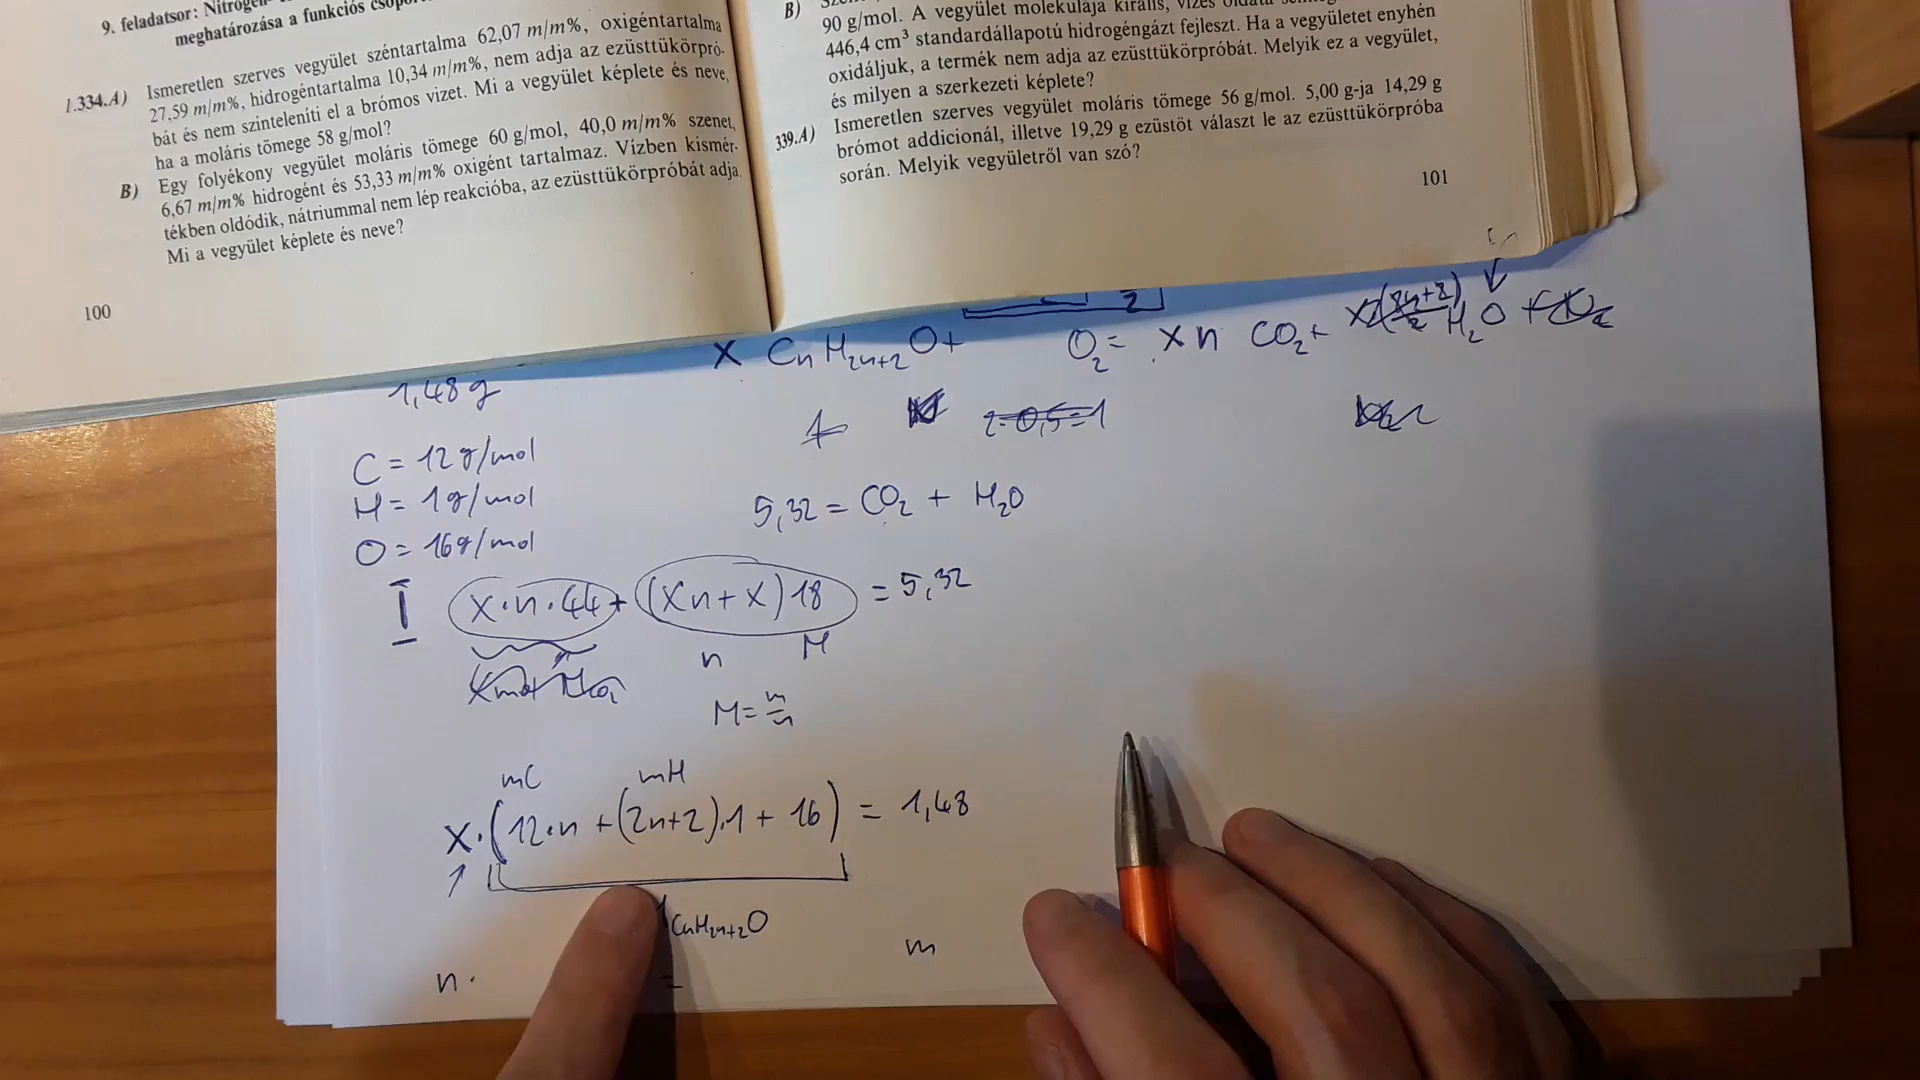 9. feladatsor: Nitrogén-
meghatározása a funkciós
1.334.A) Ismeretlen szerves vegyület széntartalma 62,07 m/m%, oxigéntartalma
27,59 m/m%, hidrogéntartalma 10,34 m/m%, nem adja az ezüsttükörpró-
bát és nem színteleníti el a brómos vizet. Mi a vegyület képlete és neve,
ha a moláris tömege 58 g/mol?
B) Egy folyékony vegyület moláris tömege 60 g/mol, 40,0 m/m% szenet,
6,67 m/m% hidrogént és 53,33 m/m% oxigént tartalmaz. Vízben kismér-
tékben oldódik, nátriummal nem lép reakcióba, az ezüsttükörpróbát adja.
Mi a vegyület képlete és neve?
100
B)
90 g/mol. A vegyület molekulája királis, vizes
446,4 cm³ standardállapotú hidrogéngázt fejleszt. Ha a vegyületet enyhén
oxidáljuk, a termék nem adja az ezüsttükörpróbát. Melyik ez a vegyület,
és milyen a szerkezeti képlete?
339.A) Ismeretlen szerves vegyület moláris tömege 56 g/mol. 5,00 g-ja 14,29 g
brómot addicionál, illetve 19,29 g ezüstöt választ le az ezüsttükörpróba
során. Melyik vegyületről van szó?
101
2
x CnH2n+2O+ O2= xn CO2+ H2O
1,48g
1 2-0,5=1
C = 12 g/mol
H = 1g/mol
O = 16g/mol
5,32 = CO2 + H2O
I x·n·44+ (xn+x)18 = 5,32
n M
M= m/n
mC mH
x·(12·n +(2n+2)·1 + 16) = 1,48
1 CnH2n+2O
n· = m